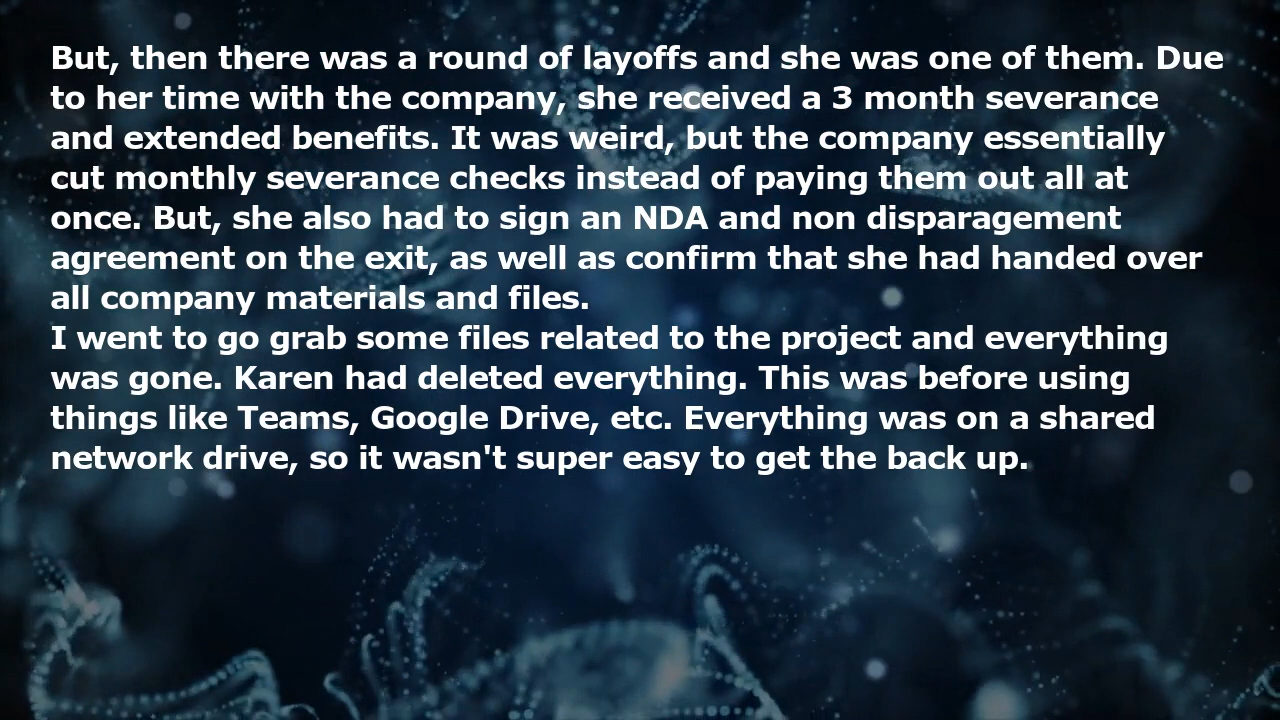 But, then there was a round of layoffs and she was one of them. Due
to her time with the company, she received a 3 month severance
and extended benefits. It was weird, but the company essentially
cut monthly severance checks instead of paying them out all at
once. But, she also had to sign an NDA and non disparagement
agreement on the exit, as well as confirm that she had handed over
all company materials and files.
I went to go grab some files related to the project and everything
was gone. Karen had deleted everything. This was before using
things like Teams, Google Drive, etc. Everything was on a shared
network drive, so it wasn't super easy to get the back up.